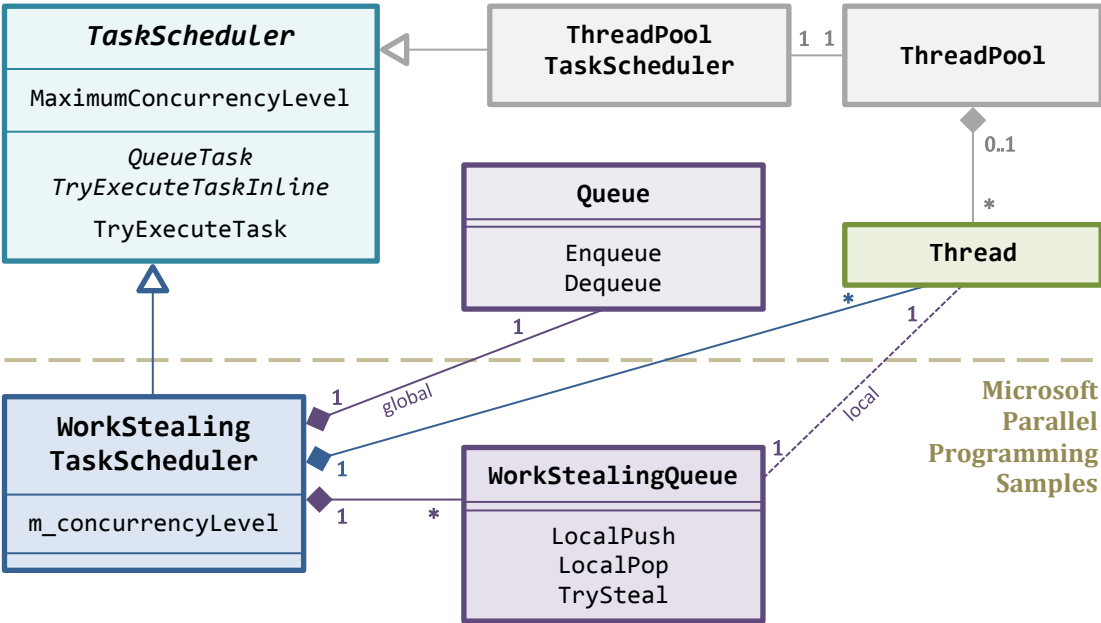 TaskScheduler
MaximumConcurrencyLevel
QueueTask
TryExecuteTaskInline
TryExecuteTask
ThreadPool
TaskScheduler
1 1
ThreadPool
0..1
*
Queue
Enqueue
Dequeue
Thread
1
*
1
1
global
local
WorkStealing
TaskScheduler
m_concurrencyLevel
1
1
*
1
WorkStealingQueue
LocalPush
LocalPop
TrySteal
Microsoft
Parallel
Programming
Samples